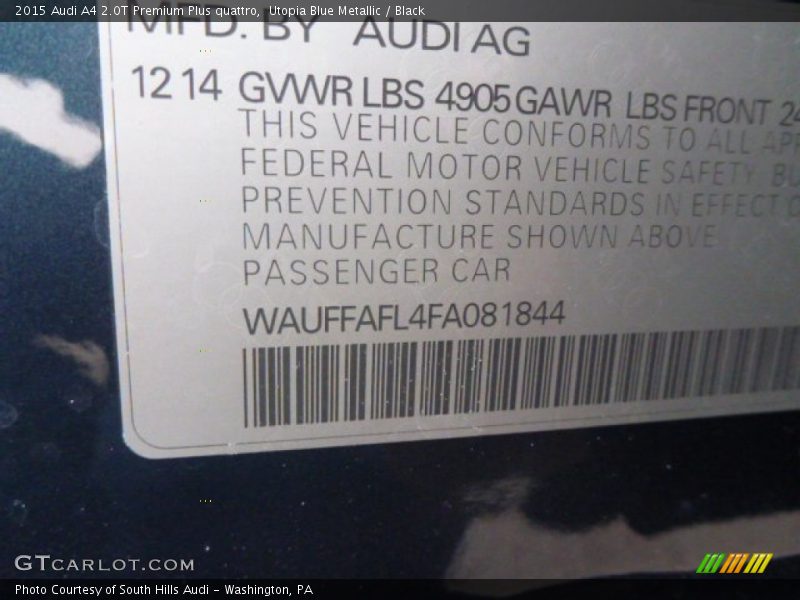 2015 Audi A4 2.0T Premium Plus quattro, Utopia Blue Metallic / Black
MFD. BY AUDI AG
12 14 GVWR LBS 4905 GAWR LBS FRONT
THIS VEHICLE CONFORMS TO ALL
FEDERAL MOTOR VEHICLE SAFETY,
PREVENTION STANDARDS IN EFFECT
MANUFACTURE SHOWN ABOVE
PASSENGER CAR
WAUFFAFL4FA081844
GTCARLOT.COM
Photo Courtesy of South Hills Audi - Washington, PA